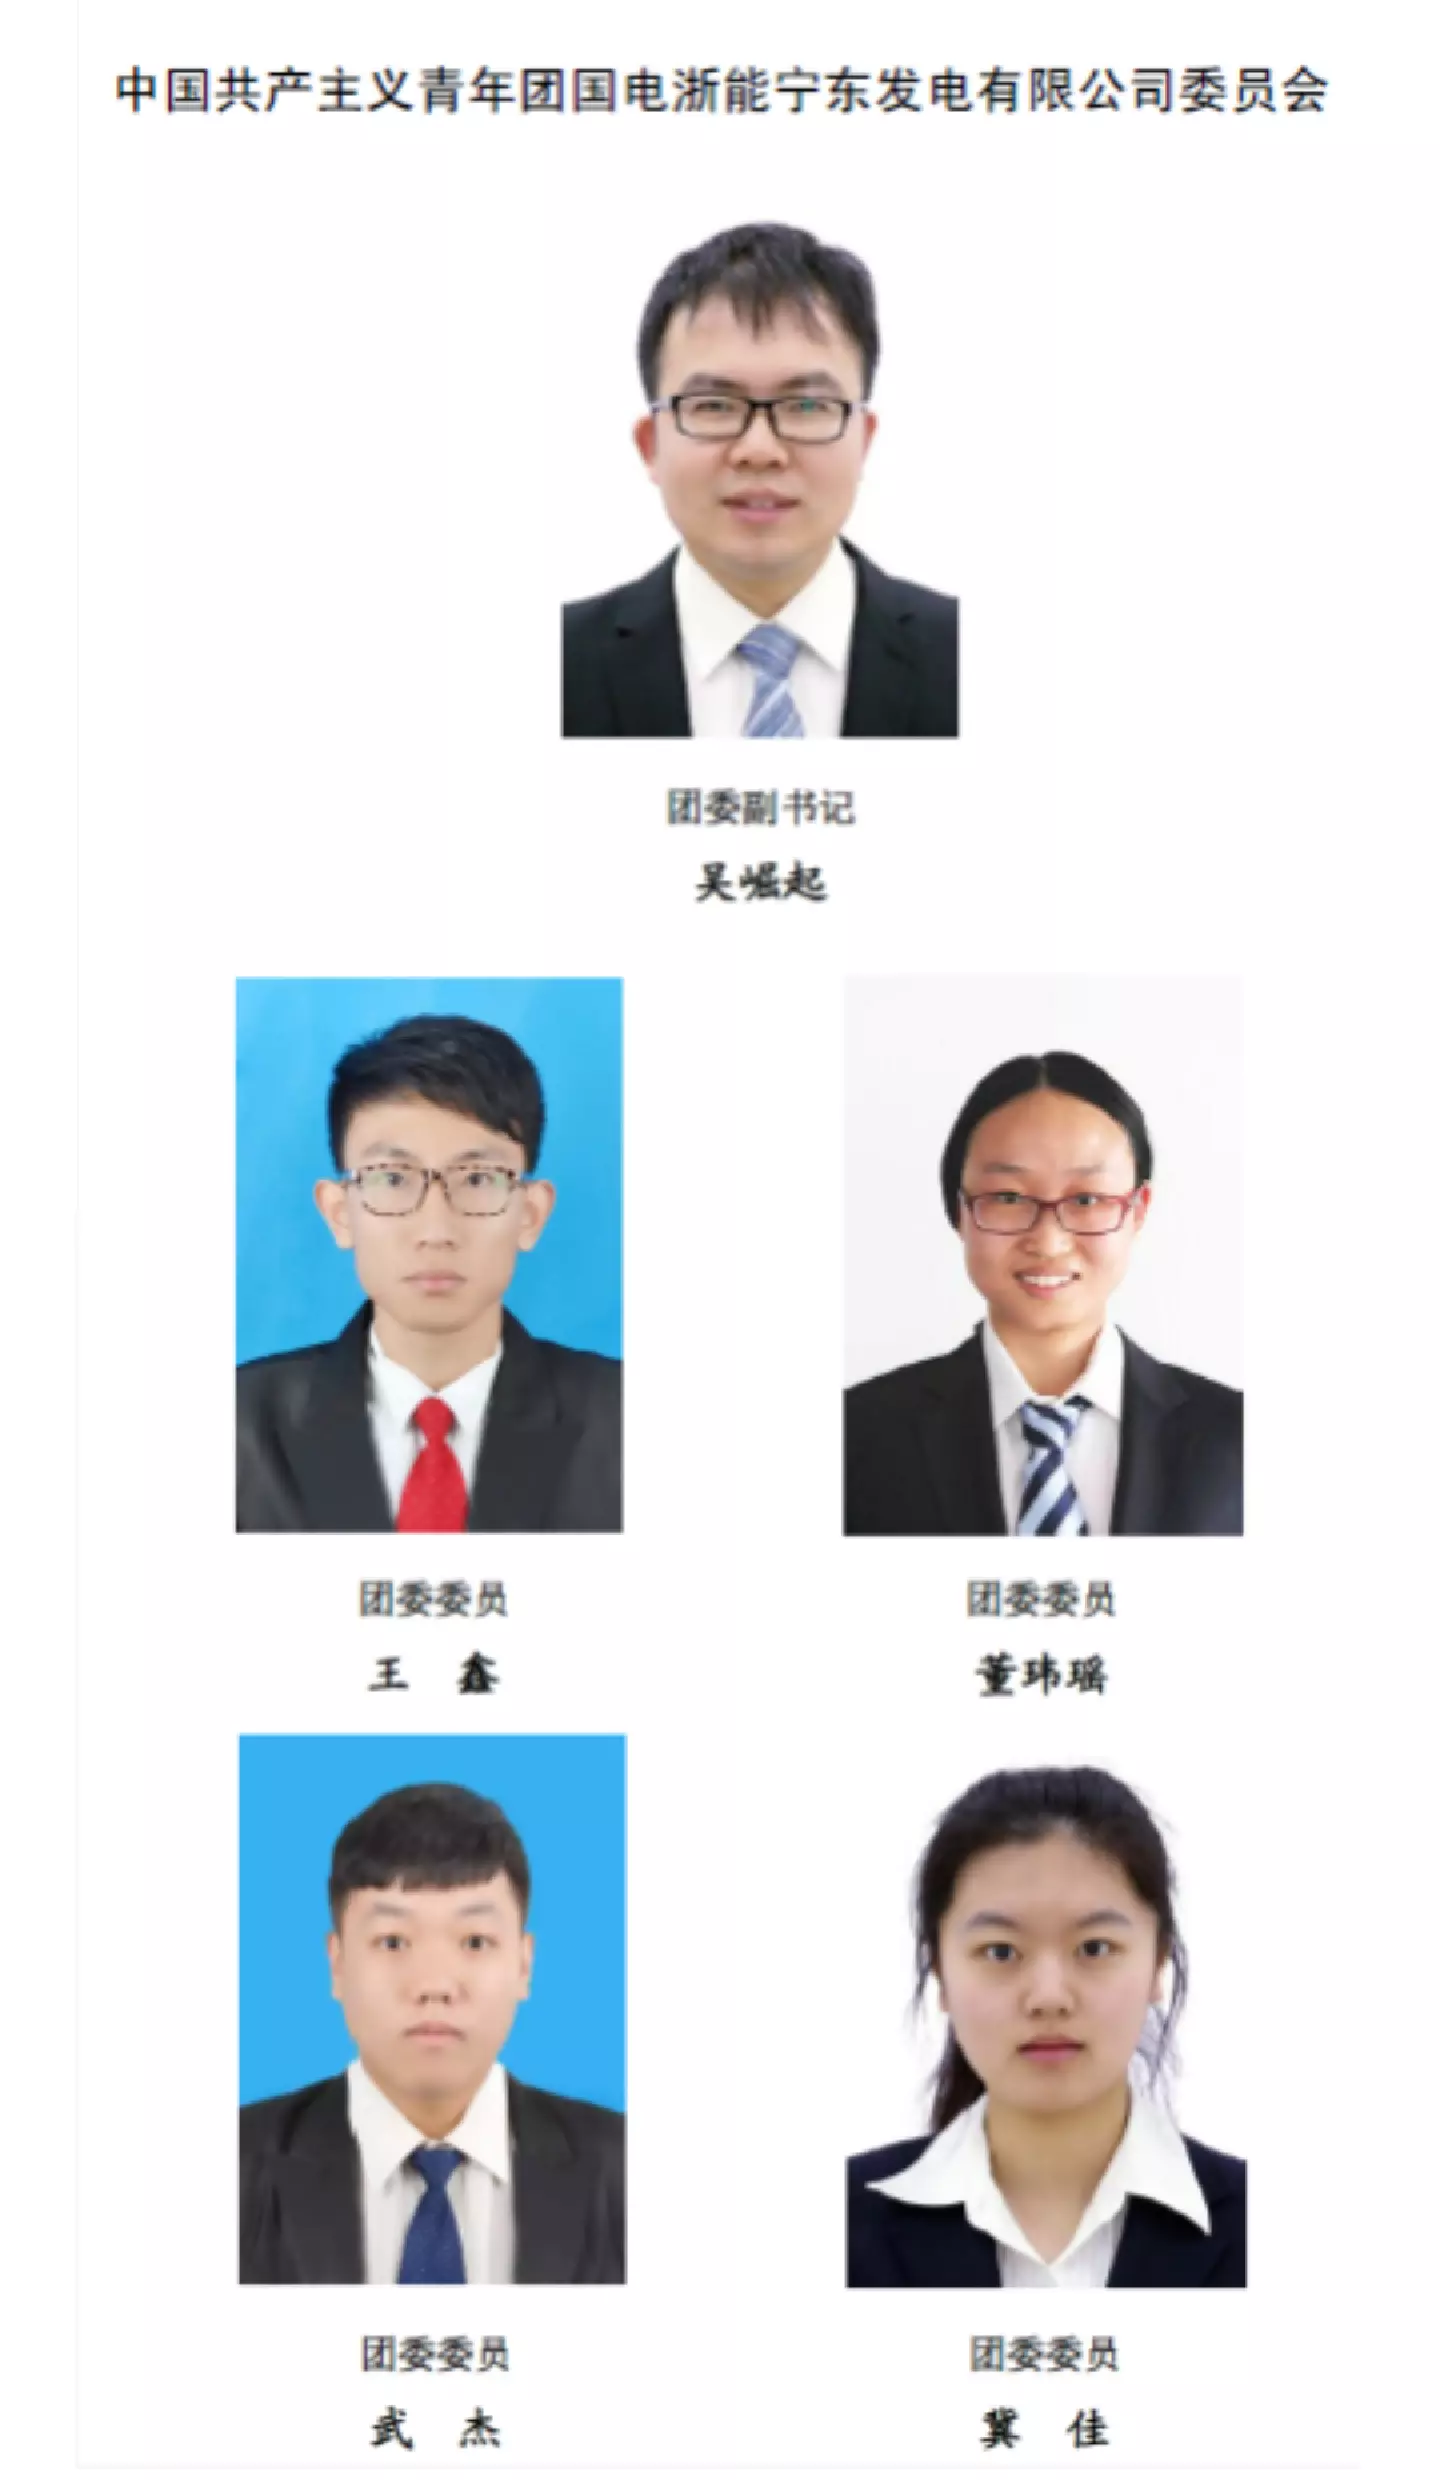 中国共产主义青年团国电浙能宁东发电有限公司委员会
团委副书记
吴崛起
团委委员
团委委员
王 鑫
董玮瑶
团委委员
团委委员
武 杰
冀 佳